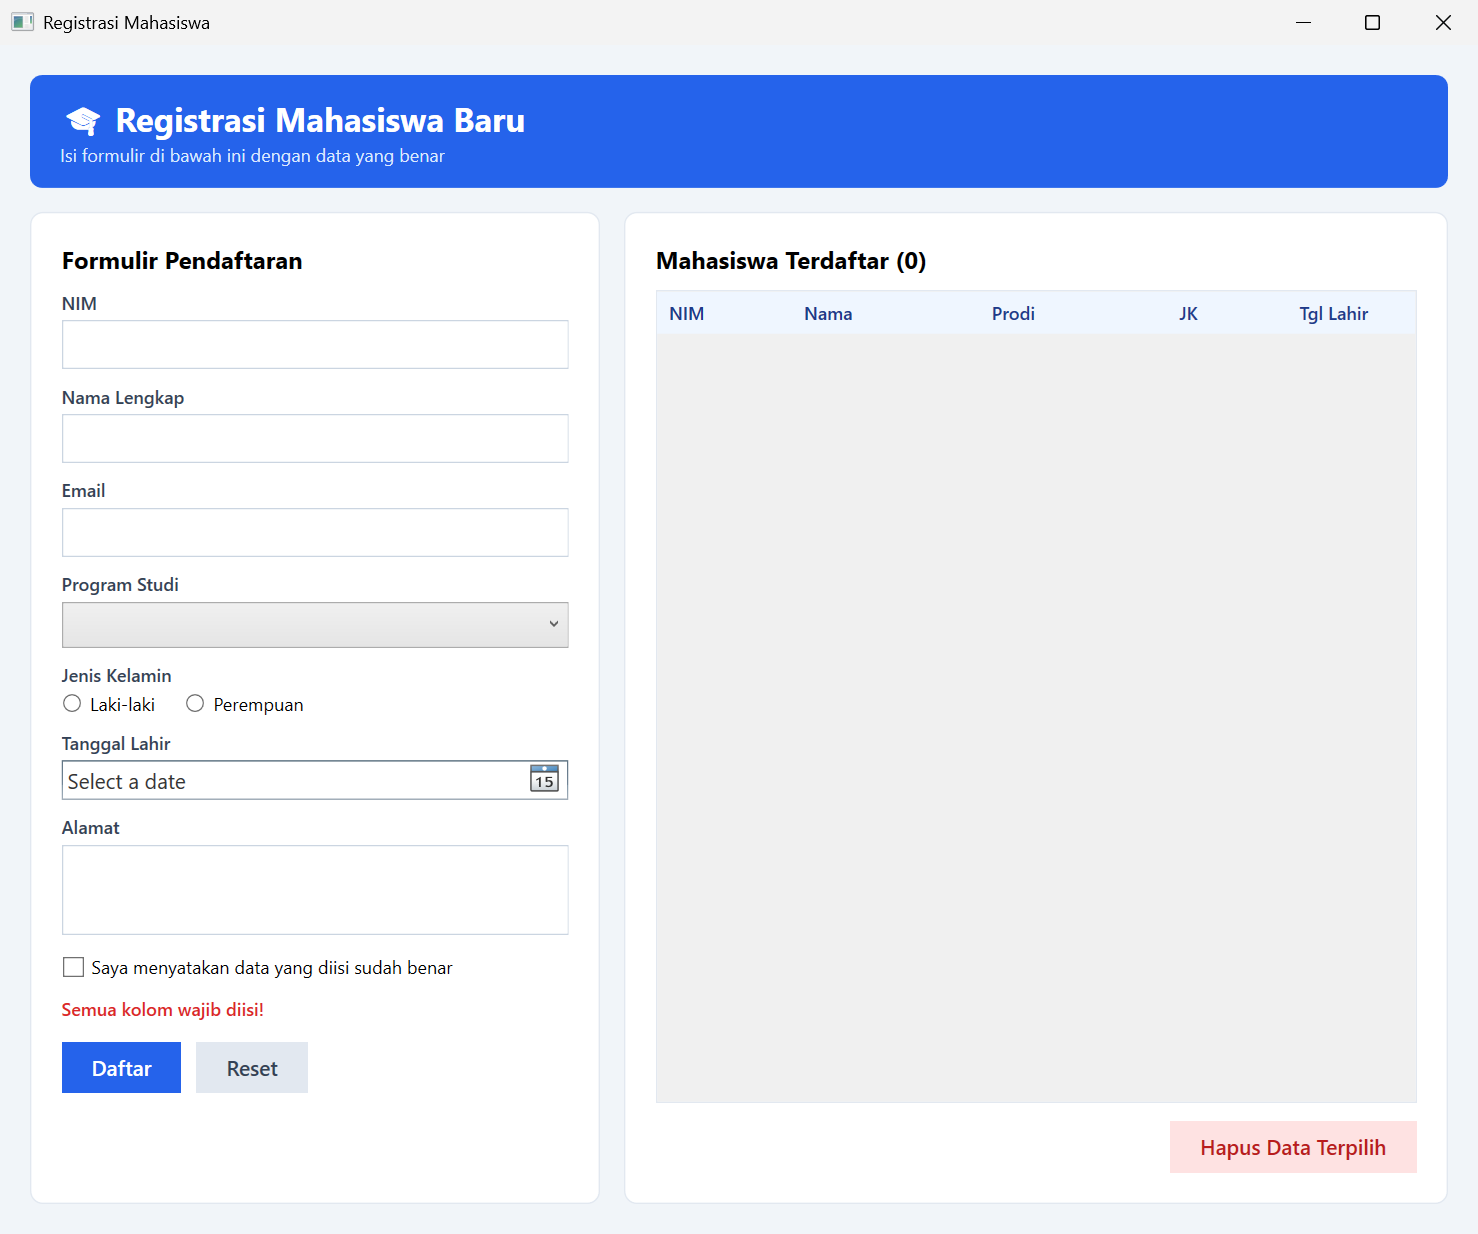 Registrasi Mahasiswa
Registrasi Mahasiswa Baru
Isi formulir di bawah ini dengan data yang benar
Formulir Pendaftaran
NIM
Nama Lengkap
Email
Program Studi
Jenis Kelamin
Laki-laki Perempuan
Tanggal Lahir
Select a date 15
Alamat
Saya menyatakan data yang diisi sudah benar
Semua kolom wajib diisi!
Daftar Reset
Mahasiswa Terdaftar (0)
NIM Nama Prodi JK Tgl Lahir
Hapus Data Terpilih